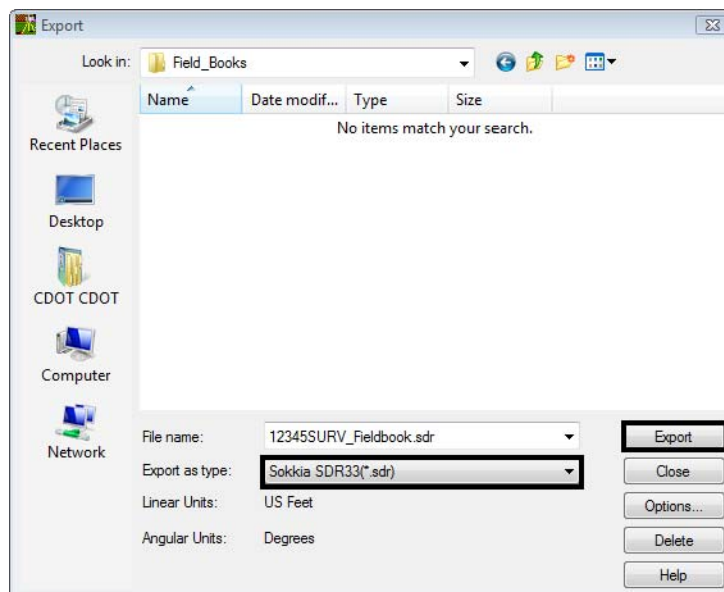 Export
Look in: Field_Books
Name Date modif... Type Size
No items match your search.
Recent Places
Desktop
CDOT CDOT
Computer
Network
File name: 12345SURV_Fieldbook.sdr Export
Export as type: Sokkia SDR33(*.sdr) Close
Linear Units: US Feet Options...
Angular Units: Degrees Delete
Help